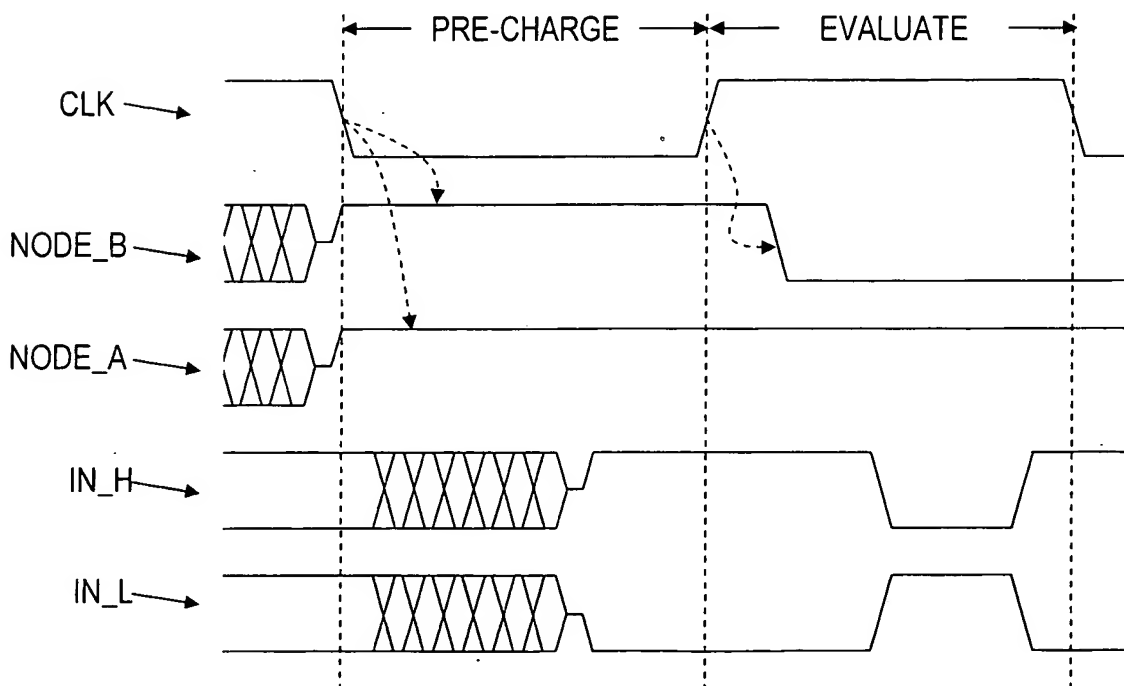 PRE-CHARGE EVALUATE
CLK
NODE_B
NODE_A
IN_H
IN_L